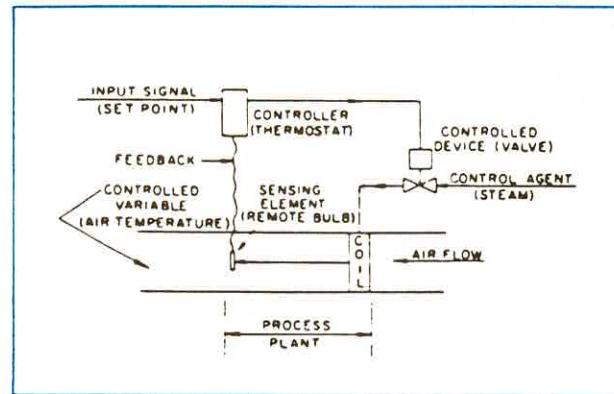 INPUT SIGNAL
(SET POINT)
CONTROLLER
(THERMOSTAT)
CONTROLLED
DEVICE (VALVE)
FEEDBACK
CONTROL AGENT
(STEAM)
CONTROLLED
VARIABLE
(AIR TEMPERATURE)
SENSING
ELEMENT
(REMOTE BULB)
COIL
AIR FLOW
PROCESS
PLANT